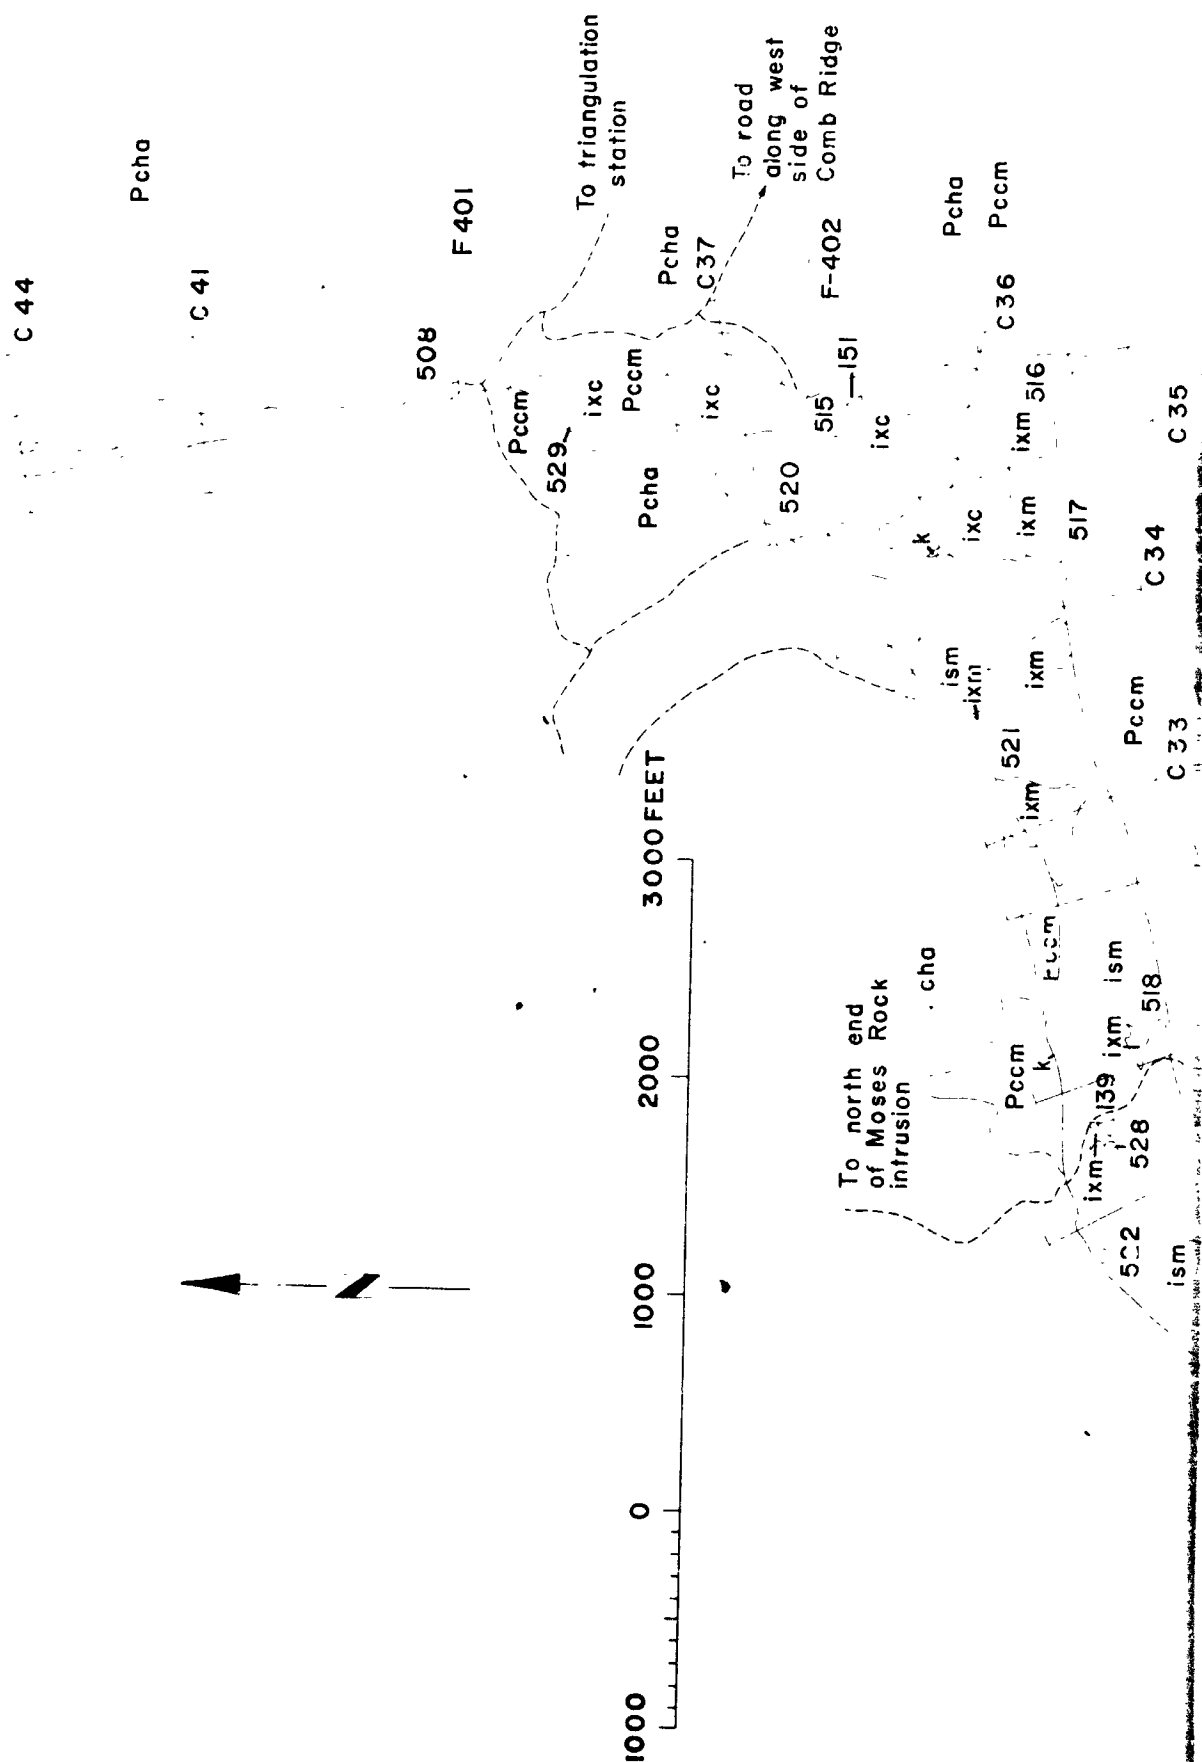 C 44
Pcha
C 41
508
F 401
To triangulation
station
Pccm
529
ixc
Pccm
Pcha
Pcha
C 37
ixc
To road
along west
side of
Comb Ridge
520
515
151
F-402
ixc
k
ixc
Pcha
Pccm
C 36
ixm
516
ixm
517
C 35
C 34
ism
ixm
ixm
Pccm
C 33
521
ixm
1000 0 1000 2000 3000 FEET
To north end
of Moses Rock
intrusion
cha
Pccm
k
Pccm
ixm
139
ixm
ism
518
528
ism